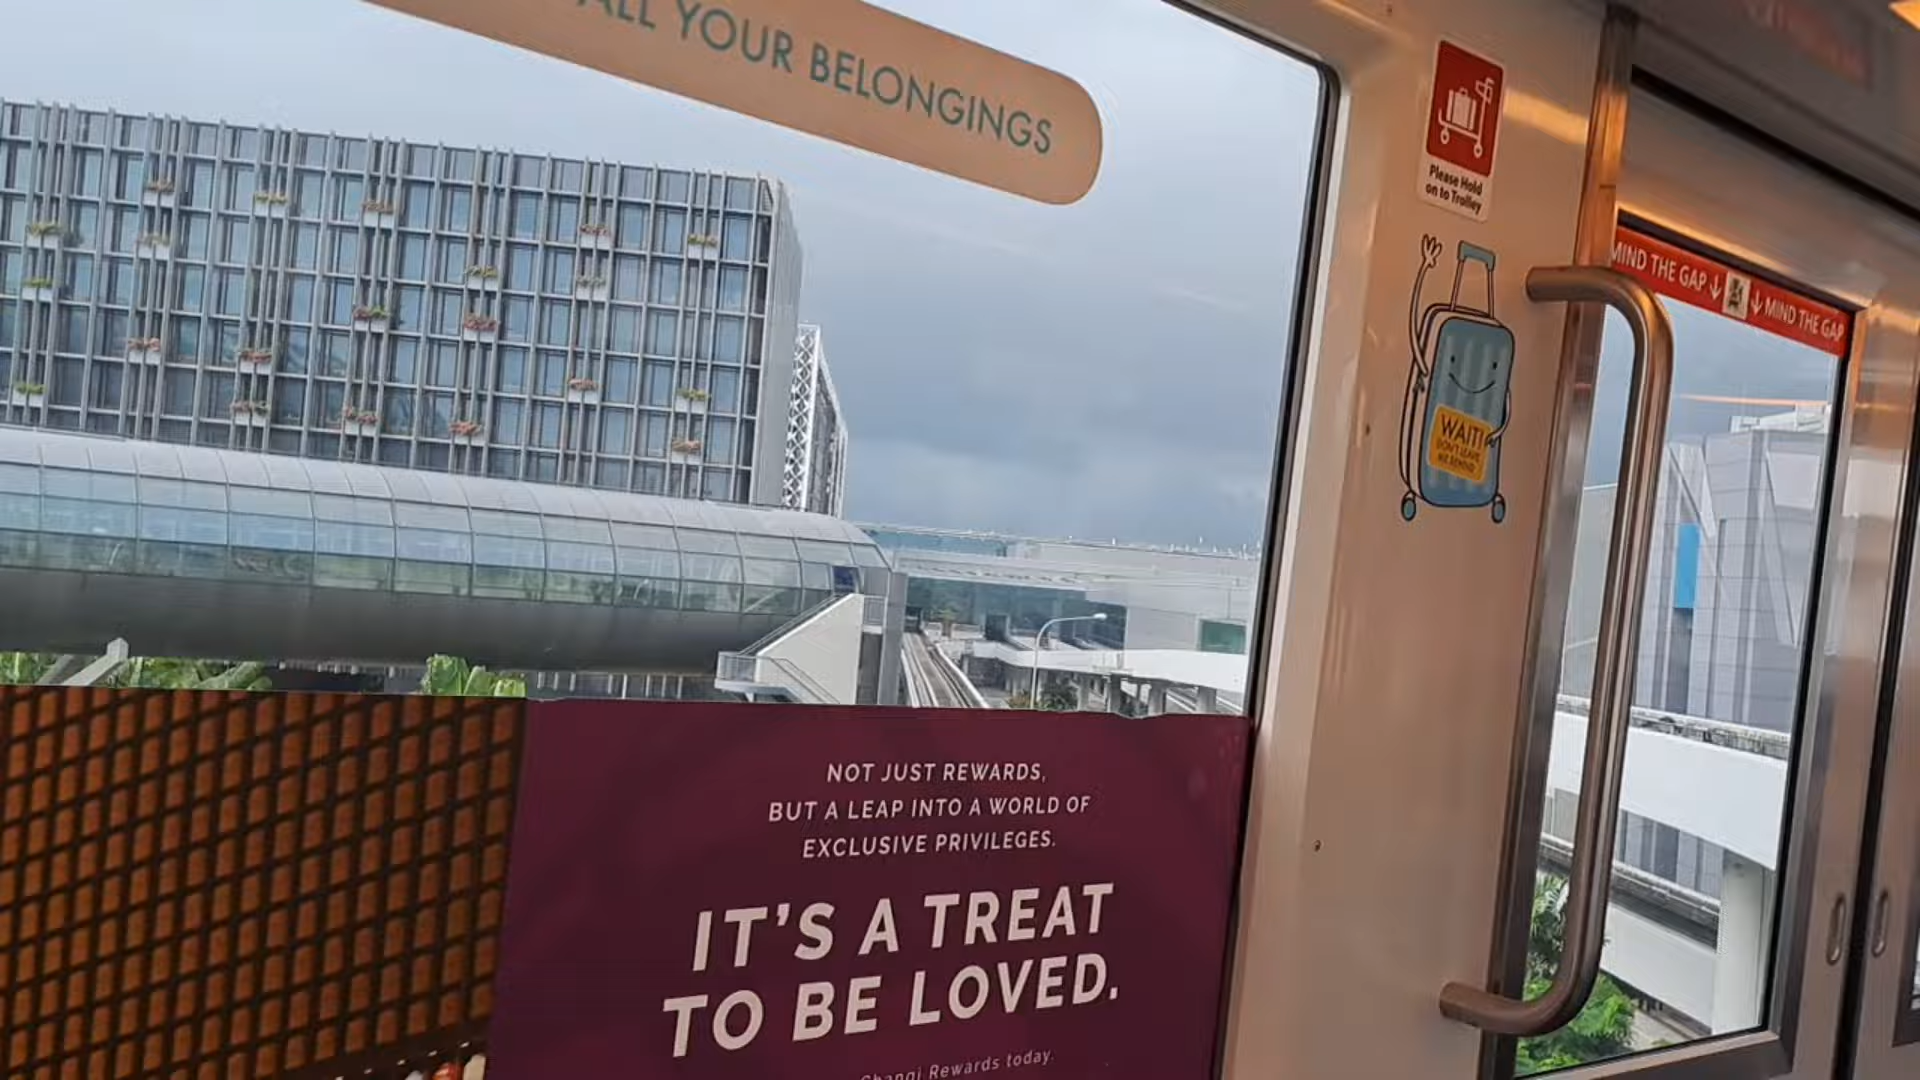 ALL YOUR BELONGINGS
Please Hold
on to Trolley
MIND THE GAP ↓ ↓ MIND THE GAP
WAIT!
DON'T LEAVE
ME BEHIND
NOT JUST REWARDS,
BUT A LEAP INTO A WORLD OF
EXCLUSIVE PRIVILEGES.
IT'S A TREAT
TO BE LOVED.
Changi Rewards today.